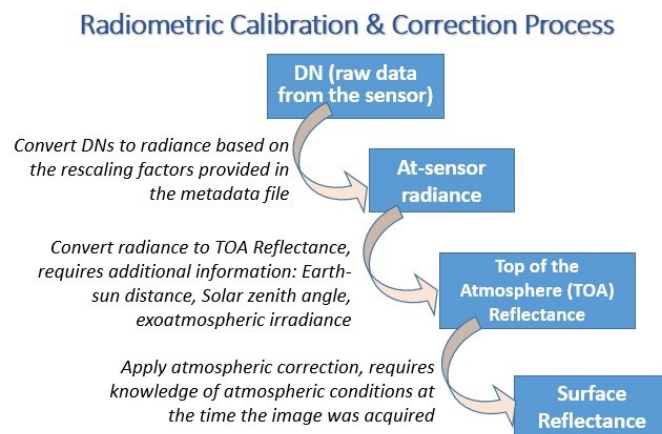 Radiometric Calibration & Correction Process
DN (raw data
from the sensor)
Convert DNs to radiance based on
the rescaling factors provided in
the metadata file
At-sensor
radiance
Convert radiance to TOA Reflectance,
requires additional information: Earth-
sun distance, Solar zenith angle,
exoatmospheric irradiance
Top of the
Atmosphere (TOA)
Reflectance
Apply atmospheric correction, requires
knowledge of atmospheric conditions at
the time the image was acquired
Surface
Reflectance